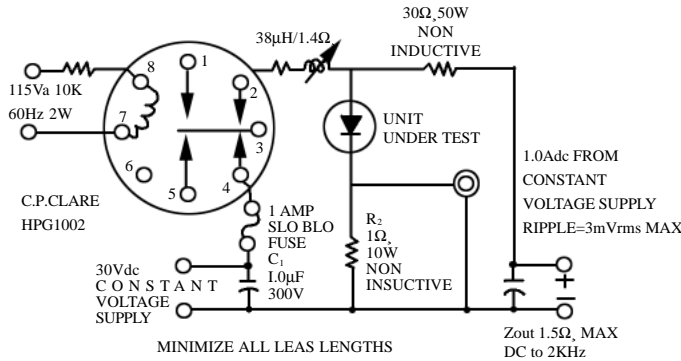 38µH/1.4Ω
30Ω,50W
NON
INDUCTIVE
8
1
2
7
3
6
5
4
115Va 10K
60Hz 2W
UNIT
UNDER TEST
C.P.CLARE
HPG1002
1.0Adc FROM
CONSTANT
VOLTAGE SUPPLY
RIPPLE=3mVrms MAX
1 AMP
SLO BLO
FUSE
C1
I.0µF
300V
R2
1Ω,
10W
NON
INSUCTIVE
30Vdc
CONSTANT
VOLTAGE
SUPPLY
+
−
Zout 1.5Ω, MAX
DC to 2KHz
MINIMIZE ALL LEAS LENGTHS